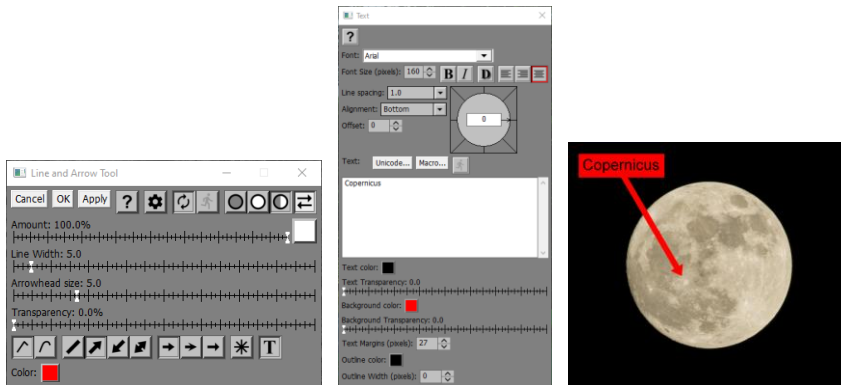 Line and Arrow Tool
Cancel OK Apply ?
Amount: 100.0%
Line Width: 5.0
Arrowhead size: 5.0
Transparency: 0.0%
T
Color:
Text
?
Font: Arial
Font Size (pixels): 160 B I D
Line spacing: 1.0
Alignment: Bottom
Offset: 0
0
Text: Unicode... Macro...
Copernicus
Text color:
Text Transparency: 0.0
Background color:
Background Transparency: 0.0
Text Margins (pixels): 27
Outline color:
Outline Width (pixels): 0
Copernicus